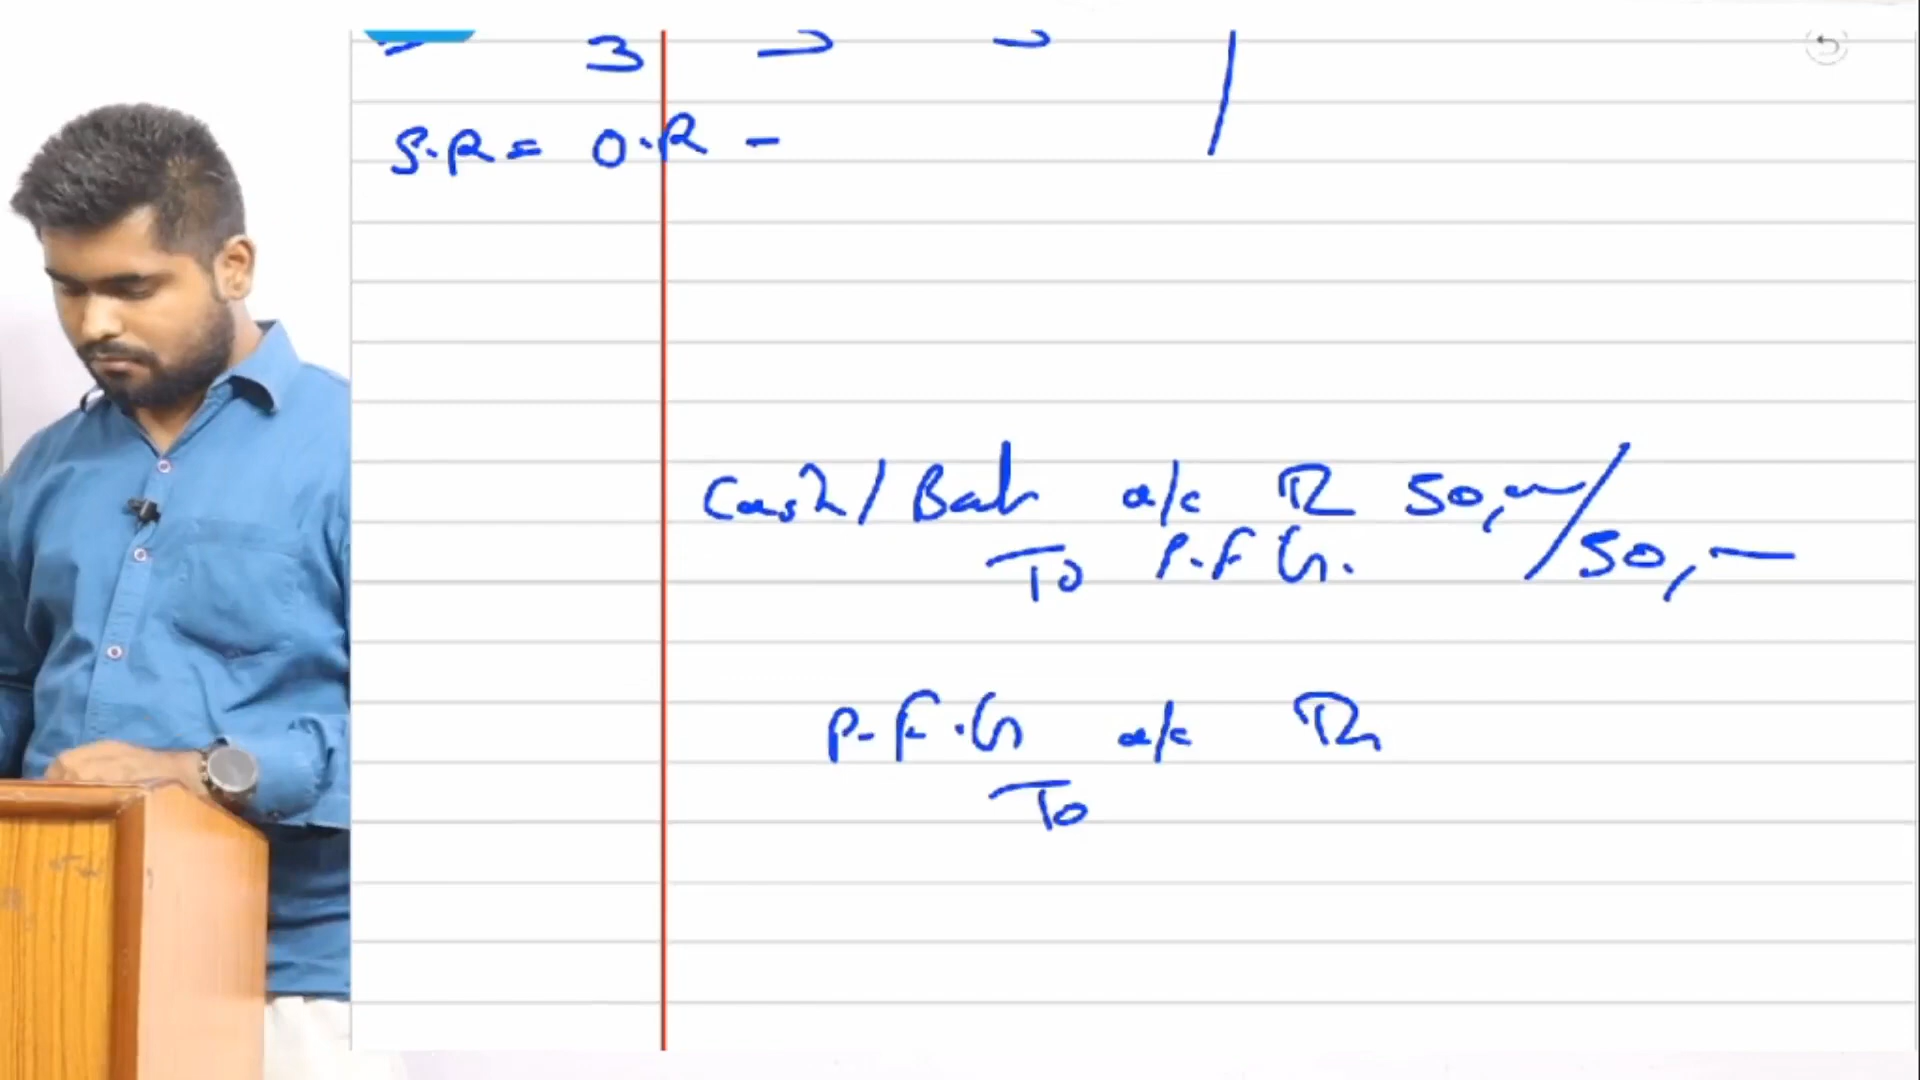 3
S.R = O.R -
Cash/Bank a/c Dr 50,—
To P.F G. 50,—
P.F.G a/c Dr
To